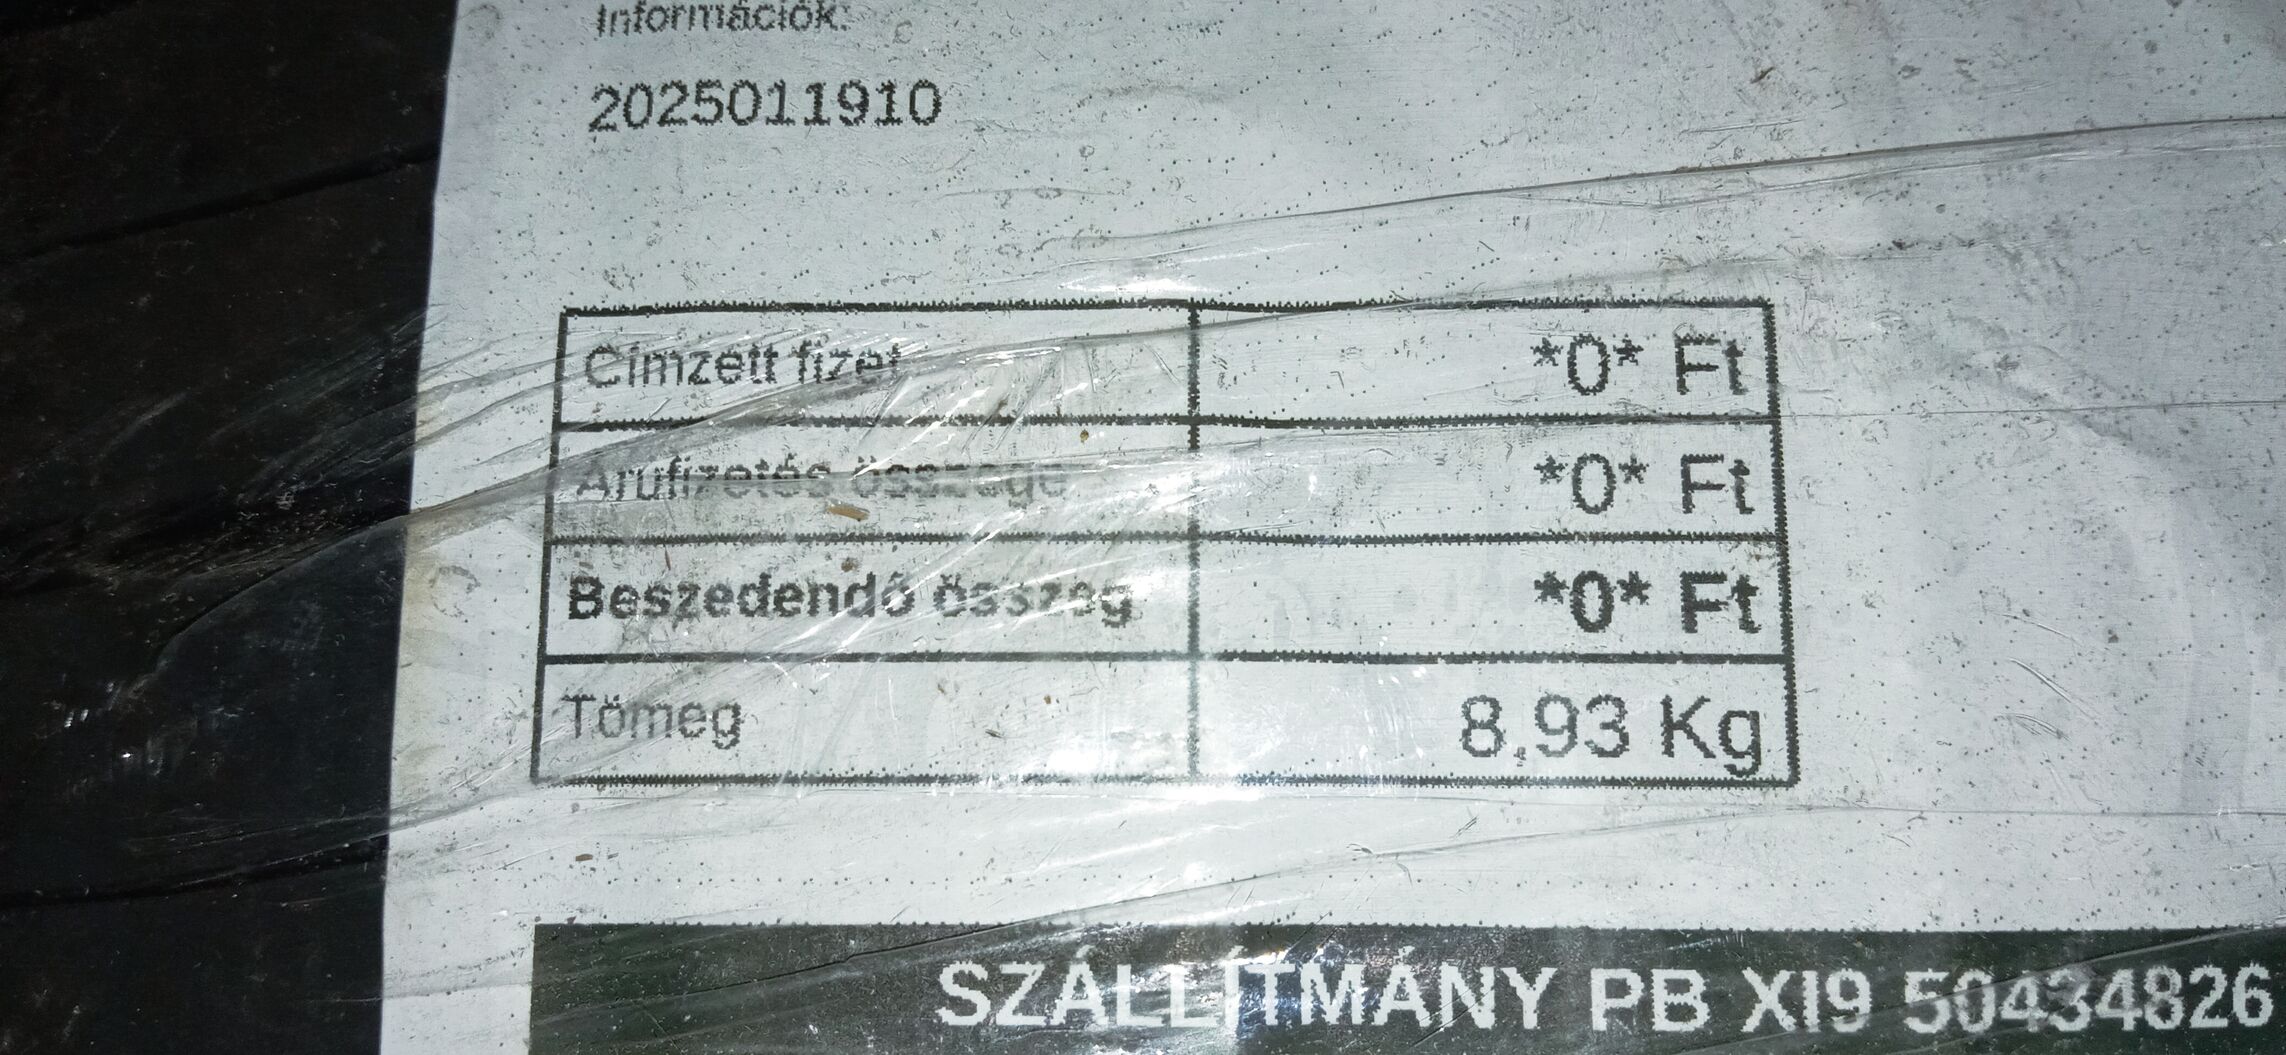 Információk:
2025011910
Címzett fizet *0* Ft
Árufizetés összege *0* Ft
Beszedendő összeg *0* Ft
Tömeg 8,93 Kg
SZÁLLÍTMÁNY PB XI9 50434826